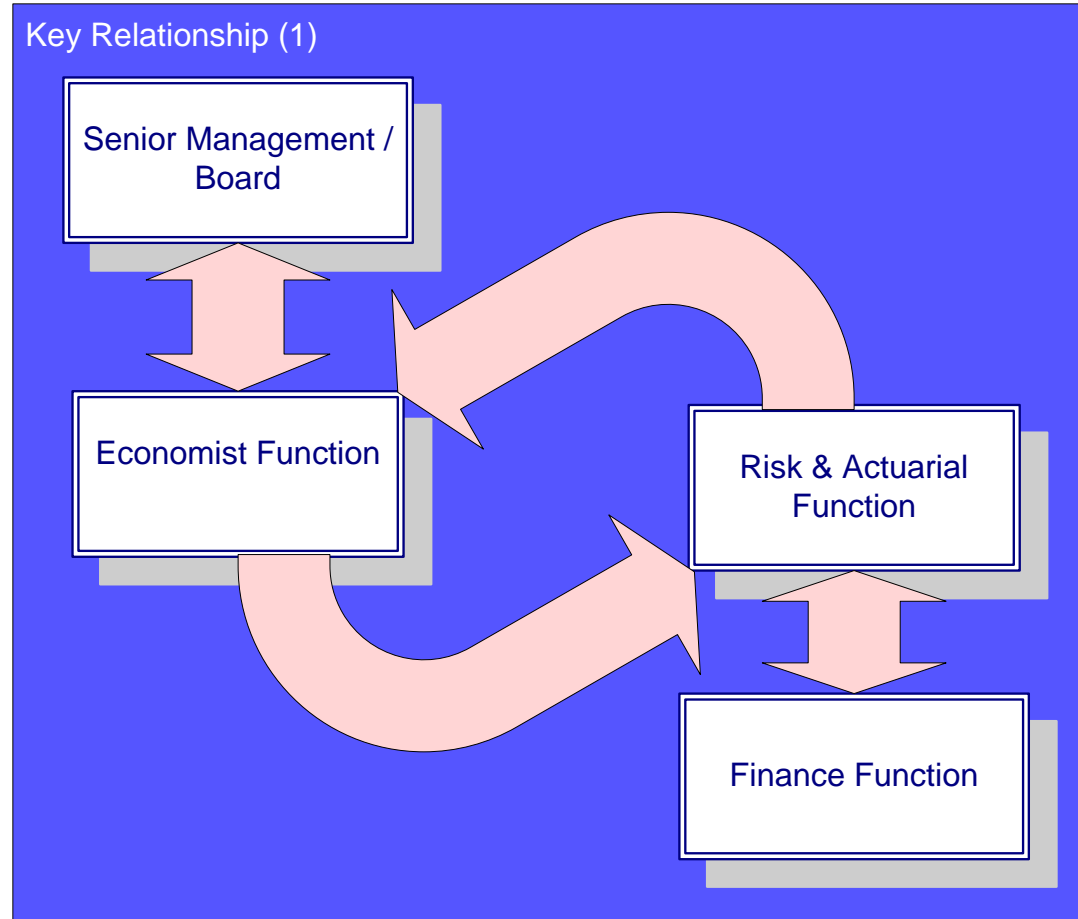 Key Relationship (1)
Senior Management /
Board
Economist Function
Risk & Actuarial
Function
Finance Function